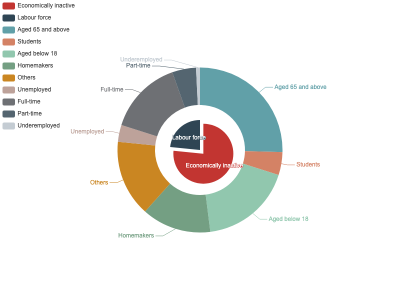 Economically inactive
Labour force
Aged 65 and above
Students
Aged below 18
Homemakers
Others
Unemployed
Full-time
Part-time
Underemployed
Underemployed
Part-time
Full-time
Aged 65 and above
Unemployed
Labour force
Economically inactive
Students
Others
Aged below 18
Homemakers